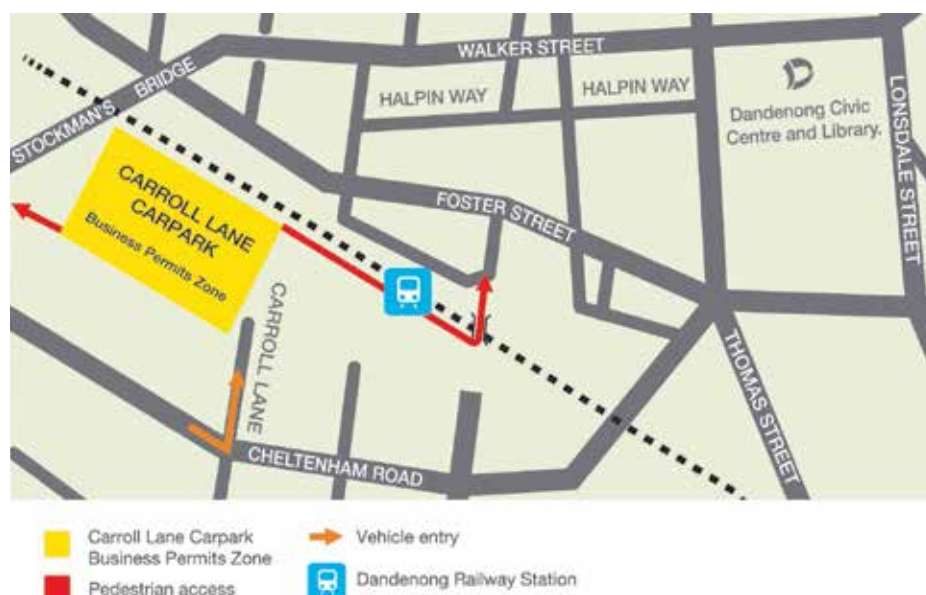 WALKER STREET
STOCKMAN'S BRIDGE
HALPIN WAY
HALPIN WAY
Dandenong Civic
Centre and Library.
LONSDALE STREET
CARROLL LANE
CARPARK
Business Permits Zone
FOSTER STREET
CARROLL LANE
THOMAS STREET
CHELTENHAM ROAD
Carroll Lane Carpark
Business Permits Zone
Vehicle entry
Pedestrian access
Dandenong Railway Station